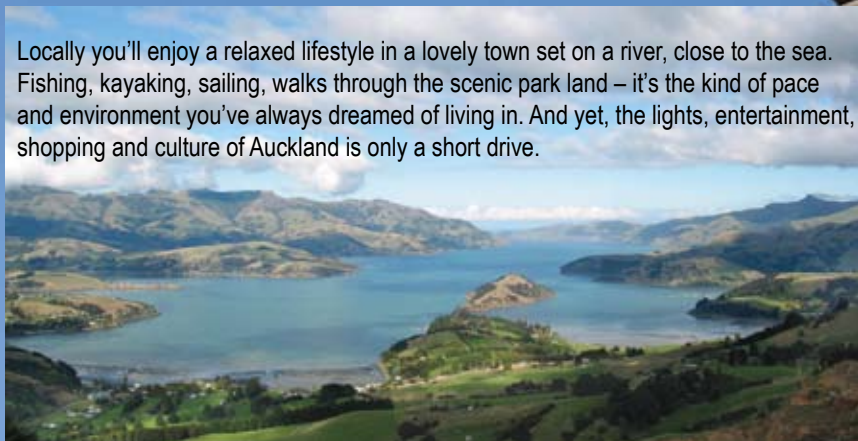 Locally you'll enjoy a relaxed lifestyle in a lovely town set on a river, close to the sea.
Fishing, kayaking, sailing, walks through the scenic park land – it's the kind of pace
and environment you've always dreamed of living in. And yet, the lights, entertainment,
shopping and culture of Auckland is only a short drive.